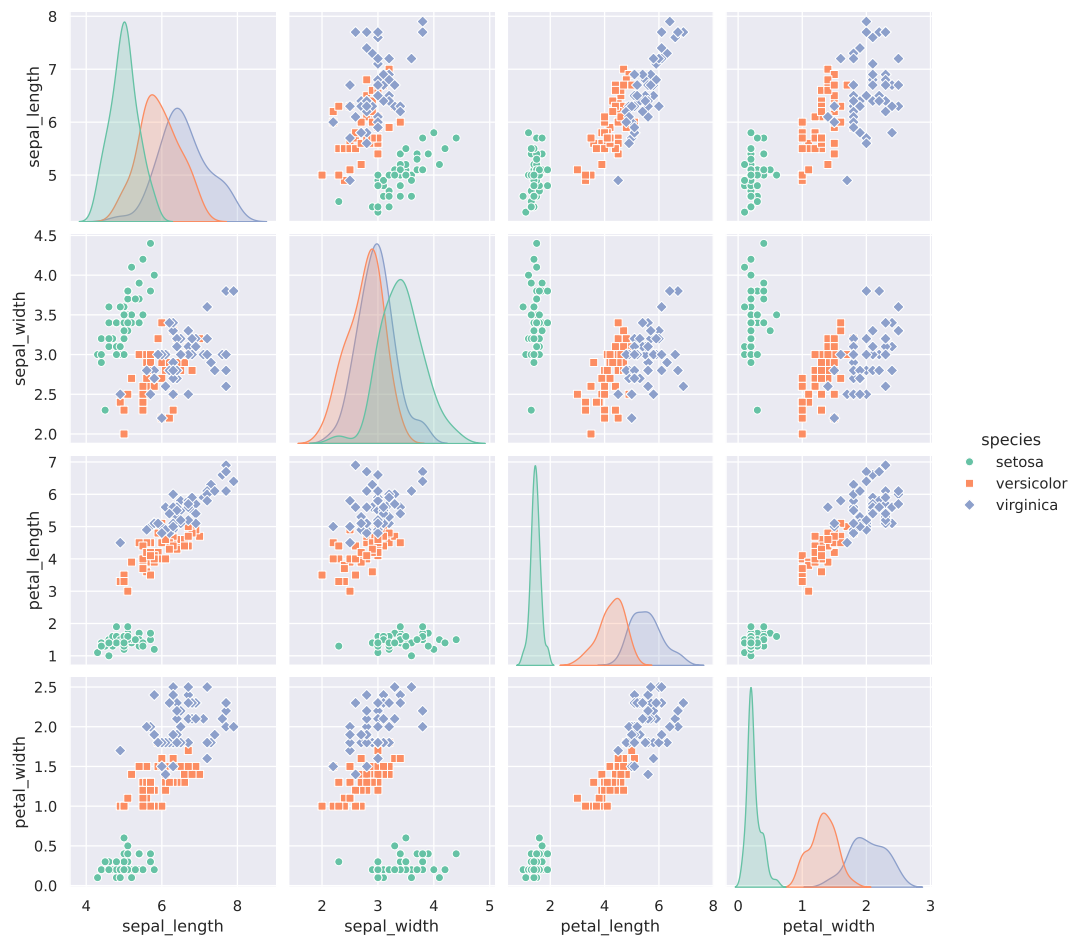 sepal_length
8
7
6
5
sepal_width
4.5
4.0
3.5
3.0
2.5
2.0
petal_length
7
6
5
4
3
2
1
petal_width
2.5
2.0
1.5
1.0
0.5
0.0
4 6 8
sepal_length
2 3 4 5
sepal_width
2 4 6 8
petal_length
0 1 2 3
petal_width
species
setosa
versicolor
virginica